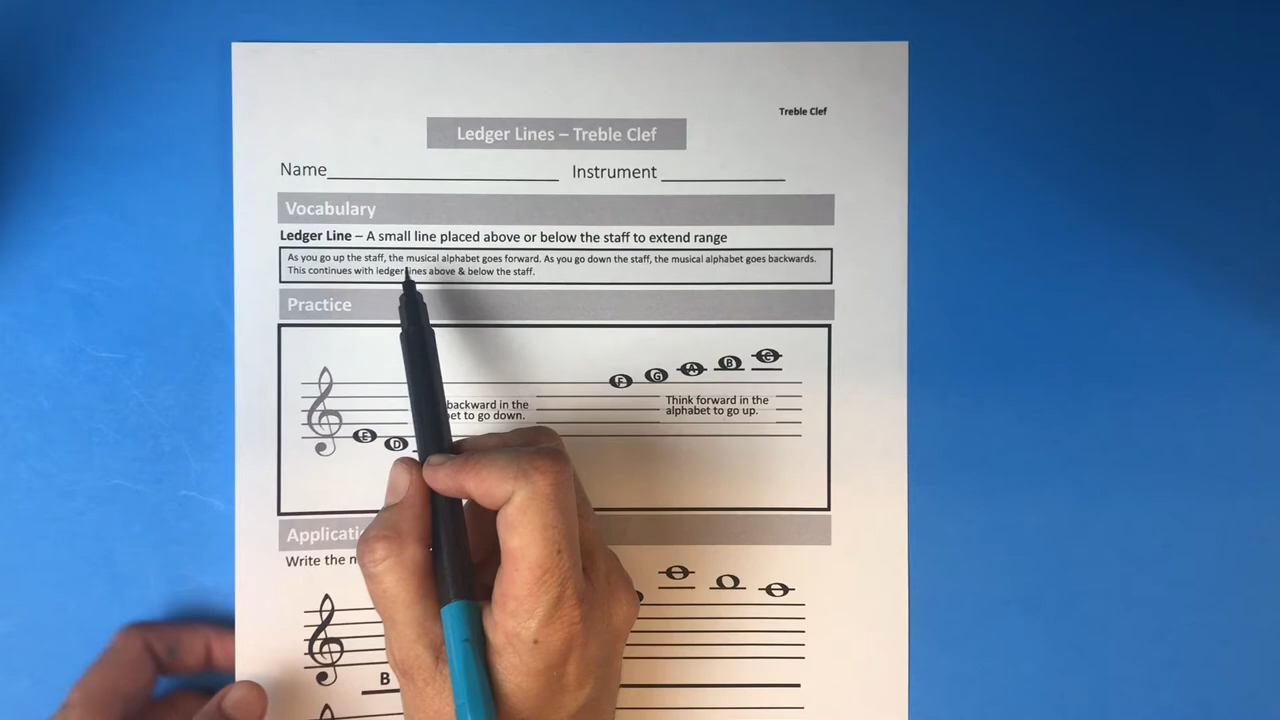 Treble Clef
Ledger Lines – Treble Clef
Name_________________ Instrument _________
Vocabulary
Ledger Line – A small line placed above or below the staff to extend range
As you go up the staff, the musical alphabet goes forward. As you go down the staff, the musical alphabet goes backwards.
This continues with ledger lines above & below the staff.
Practice
F G A B C
backward in the
to go down.
Think forward in the
alphabet to go up.
E D
Write the
B